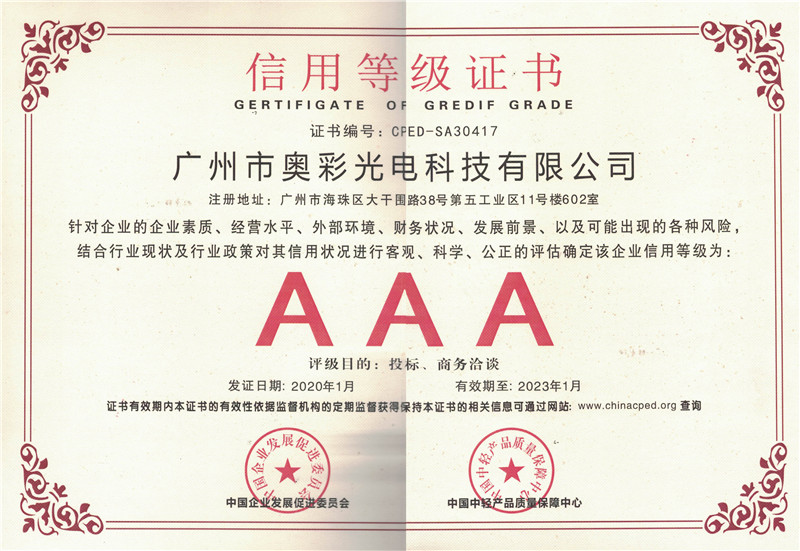 信用等级证书
GERTIFIGATE OF GREDIF GRADE
证书编号：CPED-SA30417
广州市奥彩光电科技有限公司
注册地址：广州市海珠区大干围路38号第五工业区11号楼602室
针对企业的企业素质、经营水平、外部环境、财务状况、发展前景、以及可能出现的各种风险，
结合行业现状及行业政策对其信用状况进行客观、科学、公正的评估确定该企业信用等级为：
AAA
评级目的：投标、商务洽谈
发证日期：2020年1月 有效期至：2023年1月
证书有效期内本证书的有效性依据监督机构的定期监督获得保持本证书的相关信息可通过网站：www.chinacped.org 查询
中国企业发展促进委员会 中国中轻产品质量保障中心
中国企业发展促进委员会 中国中轻产品质量保障中心